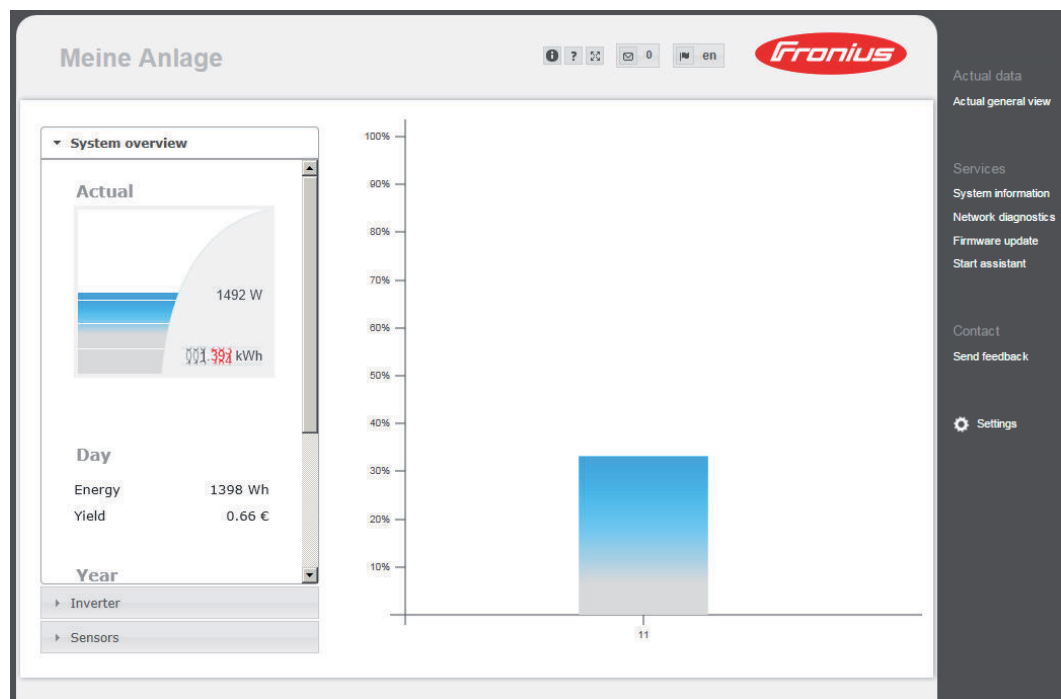 Meine Anlage
0
en
Fronius
System overview
Actual
1492 W
kWh
Day
Energy 1398 Wh
Yield 0.66 €
Year
Inverter
Sensors
100%
90%
80%
70%
60%
50%
40%
30%
20%
10%
11
Actual data
Actual general view
Services
System information
Network diagnostics
Firmware update
Start assistant
Contact
Send feedback
Settings